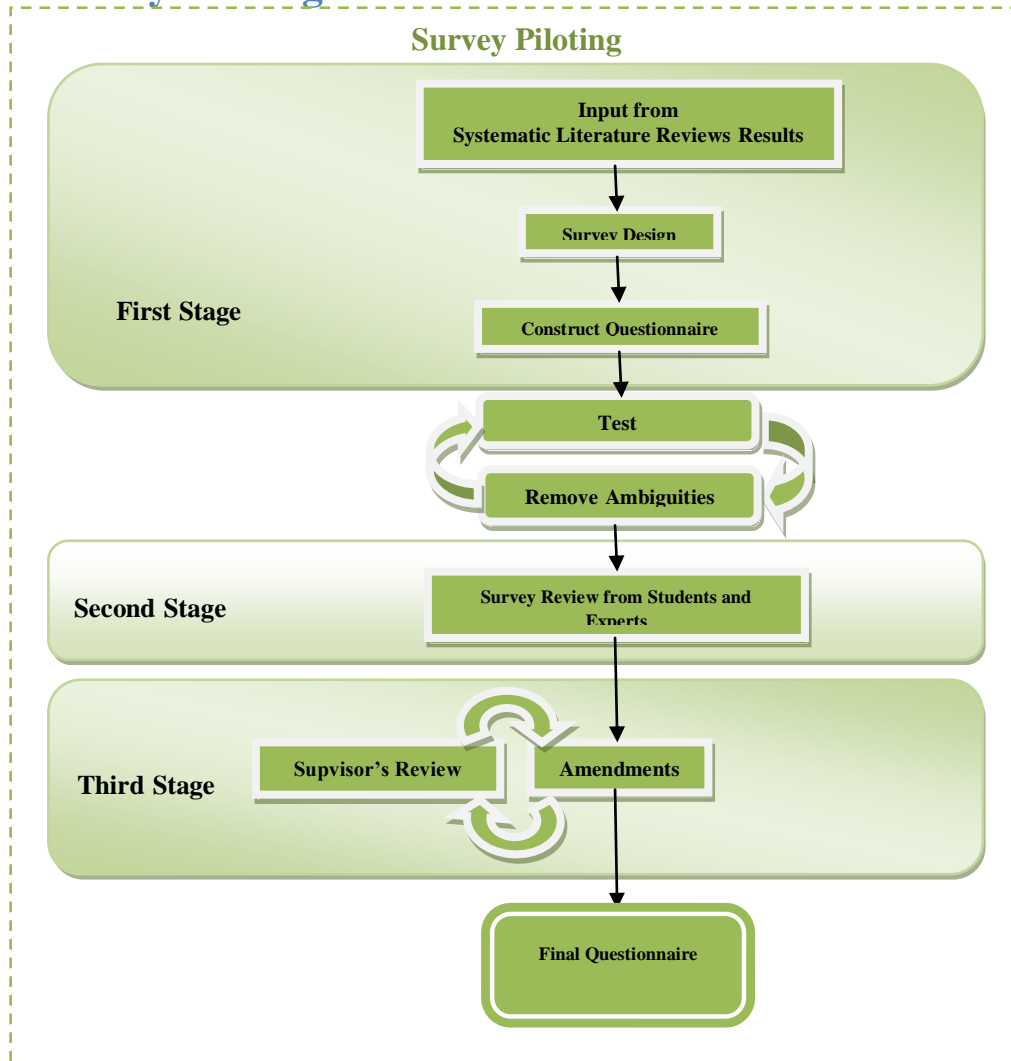 Survey Piloting
Input from
Systematic Literature Reviews Results
Survey Design
First Stage
Construct Questionnaire
Test
Remove Ambiguities
Second Stage
Survey Review from Students and
Experts
Third Stage
Supvisor's Review
Amendments
Final Questionnaire